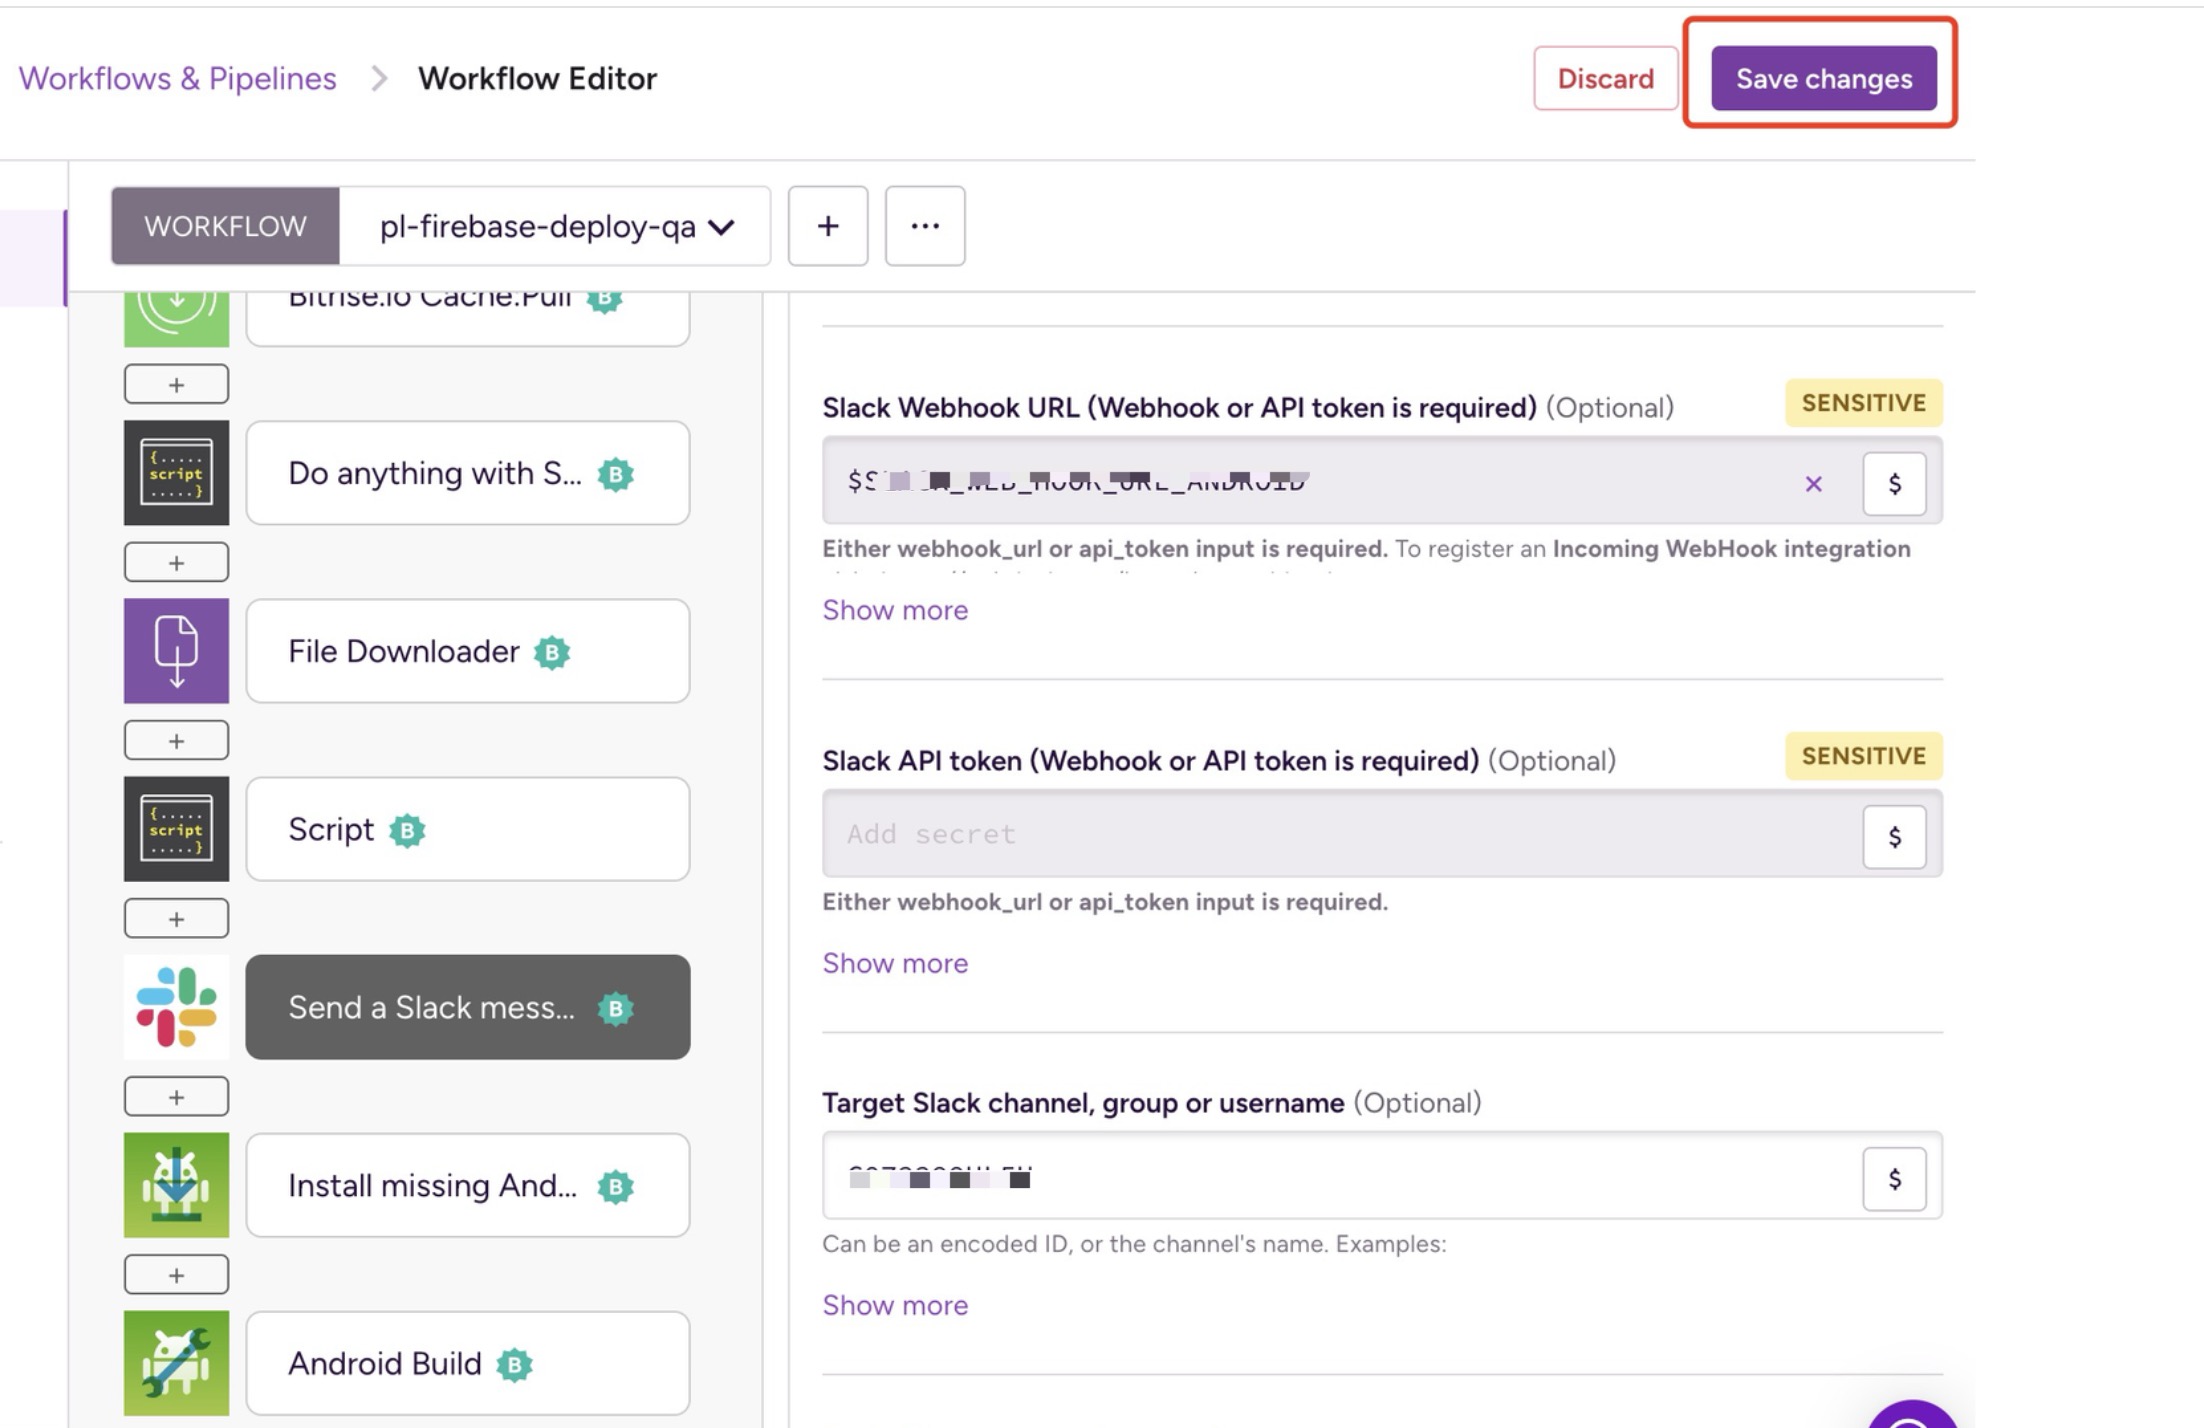 Workflows & Pipelines > Workflow Editor
Discard
Save changes
WORKFLOW
pl-firebase-deploy-qa
+
...
Bitrise.io Cache:Pull B
+
{.....
script
.....}
Do anything with S... B
+
File Downloader B
+
{.....
script
.....}
Script B
+
Send a Slack mess... B
+
Install missing And... B
+
Android Build B
Slack Webhook URL (Webhook or API token is required) (Optional)
SENSITIVE
× $
Either webhook_url or api_token input is required. To register an Incoming WebHook integration
Show more
Slack API token (Webhook or API token is required) (Optional)
SENSITIVE
Add secret
$
Either webhook_url or api_token input is required.
Show more
Target Slack channel, group or username (Optional)
$
Can be an encoded ID, or the channel's name. Examples:
Show more